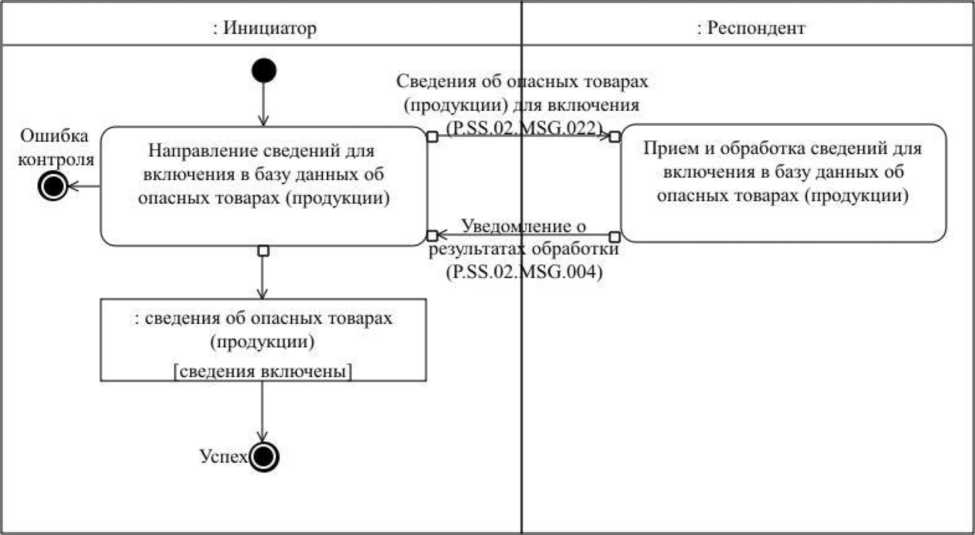 : Инициатор
: Респондент
Сведения об опасных товарах
(продукции) для включения
(P.SS.02.MSG.022)
Ошибка
контроля
Направление сведений для
включения в базу данных об
опасных товарах (продукции)
Прием и обработка сведений для
включения в базу данных об
опасных товарах (продукции)
Уведомление о
результатах обработки
(P.SS.02.MSG.004)
: сведения об опасных товарах
(продукции)
[сведения включены]
Успех